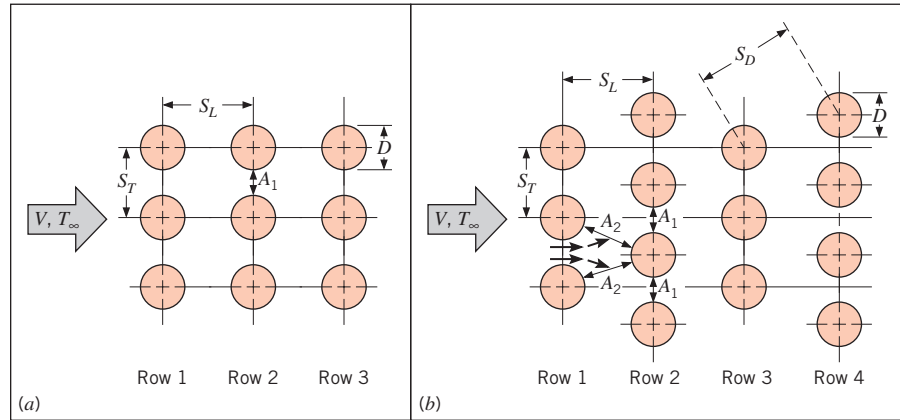 S_L
D
S_T
A_1
V, T_∞
Row 1 Row 2 Row 3
(a)
S_D
S_L
D
S_T
A_2
A_1
V, T_∞
A_2
A_1
Row 1 Row 2 Row 3 Row 4
(b)